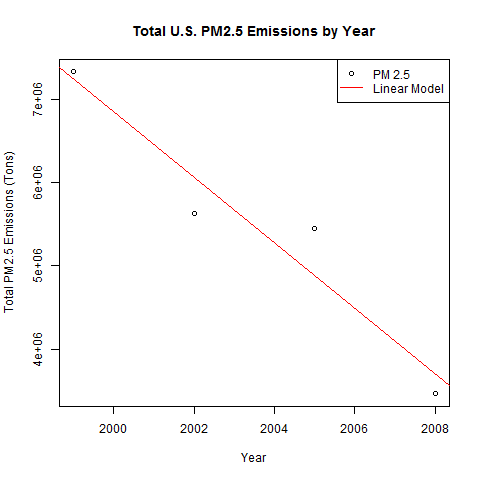 Total U.S. PM2.5 Emissions by Year
PM 2.5
Linear Model
Total PM2.5 Emissions (Tons)
7e+06
6e+06
5e+06
4e+06
2000 2002 2004 2006 2008
Year